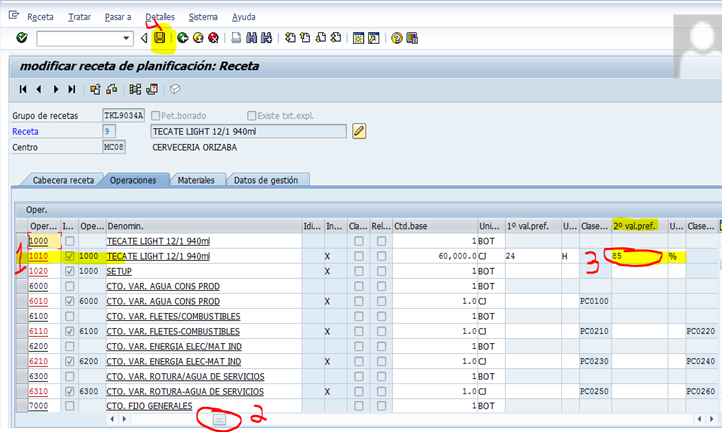 Receta Tratar Pasar a Detalles Sistema Ayuda
4
modificar receta de planificación: Receta
Grupo de recetas TKL9034A Pet.borrado Existe txt.expl.
Receta 9 TECATE LIGHT 12/1 940ml
Centro MC08 CERVECERIA ORIZABA
Cabecera receta Operaciones Materiales Datos de gestión
Oper.
Oper... I... Ope... Denomin. Idi... In... Cla... Rel... Ctd.base Uni... 1º val.pref. U... Clase... 2º val.pref. U... Clase...
1000 TECATE LIGHT 12/1 940ml 1 BOT
1 1010 1000 TECATE LIGHT 12/1 940ml X 60,000.0 CJ 24 H 3 85 %
1020 1000 SETUP X 1 BOT
6000 CTO. VAR. AGUA CONS PROD 1 BOT
6010 6000 CTO. VAR. AGUA CONS PROD X 1.0 CJ PC0100
6100 CTO. VAR. FLETES/COMBUSTIBLES 1 BOT
6110 6100 CTO. VAR. FLETES-COMBUSTIBLES X 1.0 CJ PC0210 PC0220
6200 CTO. VAR. ENERGIA ELEC/MAT IND 1 BOT
6210 6200 CTO. VAR. ENERGIA ELEC-MAT IND X 1.0 CJ PC0230 PC0240
6300 CTO. VAR. ROTURA/AGUA DE SERVICIOS 1 BOT
6310 6300 CTO. VAR. ROTURA-AGUA DE SERVICIOS X 1.0 CJ PC0250 PC0260
7000 CTO. FIJO GENERALES 1 BOT
2